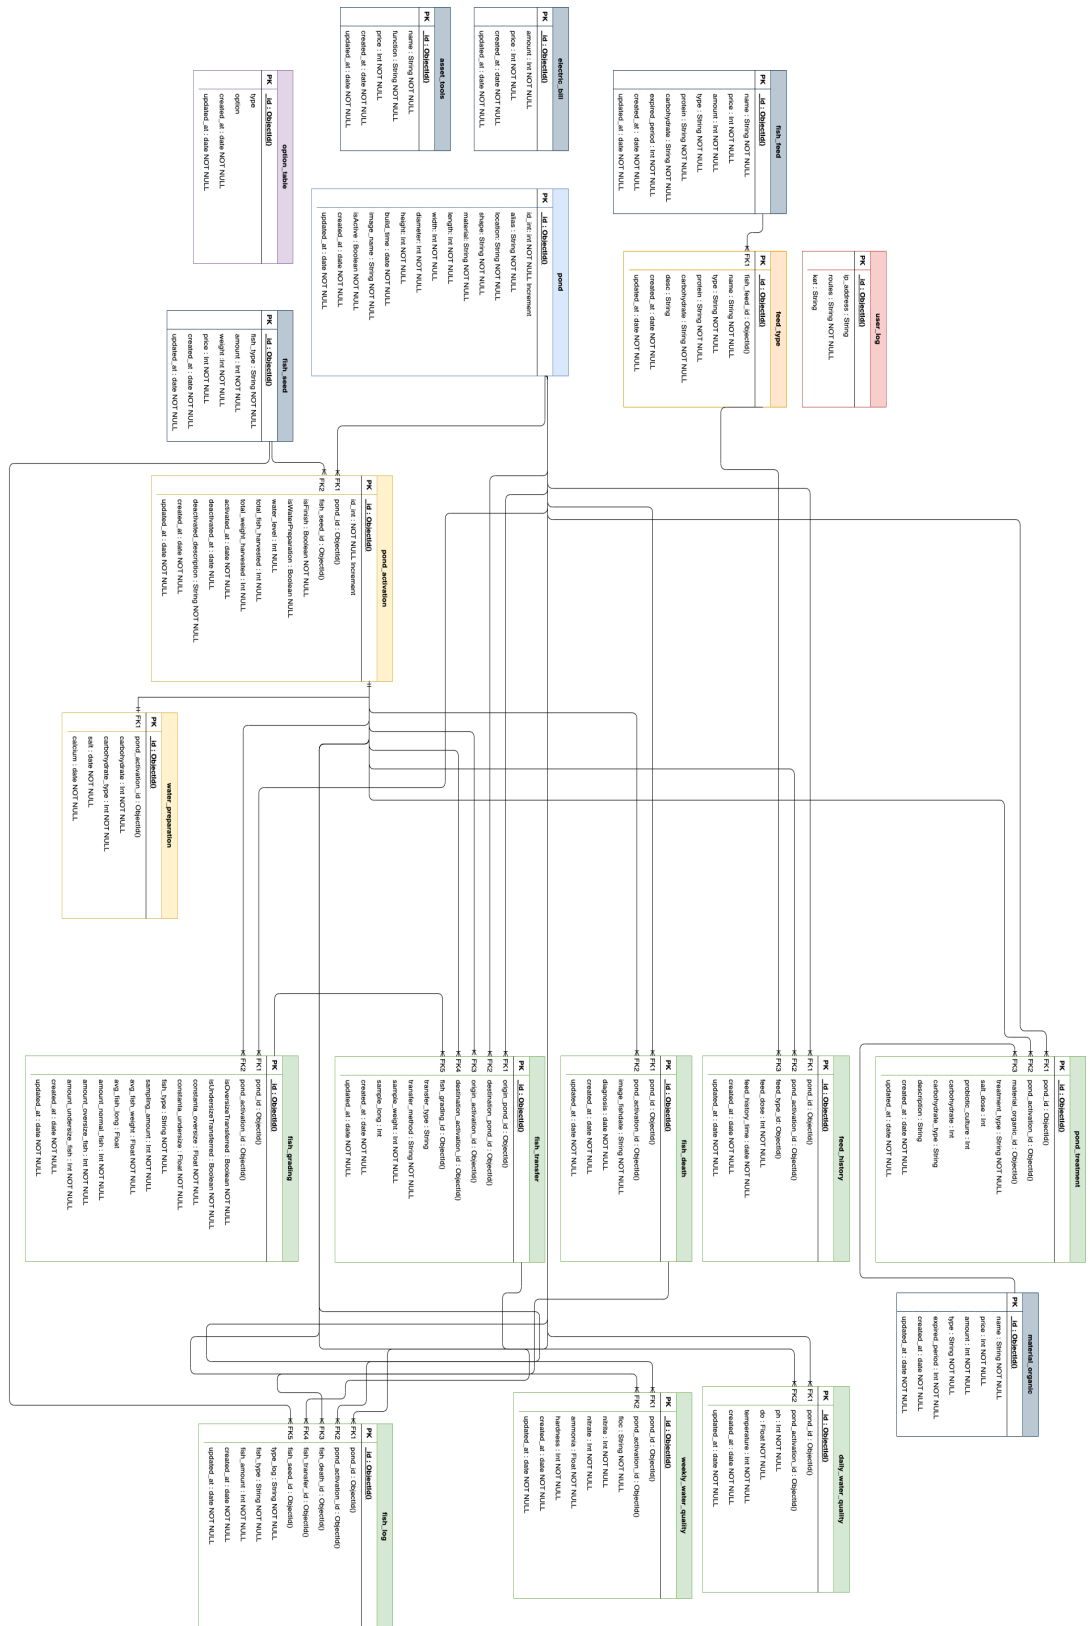 user_log
PK _id : ObjectId()
ip_address : String
routes : String NOT NULL
ket : String
fish_feed
PK _id : ObjectId()
name : String NOT NULL
price : Int NOT NULL
amount : Int NOT NULL
type : String NOT NULL
protein : String NOT NULL
carbohydrate : String NOT NULL
expired_period : Int NOT NULL
created_at : date NOT NULL
updated_at : date NOT NULL
feed_type
PK _id : ObjectId()
FK1 fish_feed_id : ObjectId()
name : String NOT NULL
type : String NOT NULL
protein : String NOT NULL
carbohydrate : String NOT NULL
desc : String
created_at : date NOT NULL
updated_at : date NOT NULL
electric_bill
PK _id : ObjectId()
amount : Int NOT NULL
price : Int NOT NULL
created_at : date NOT NULL
updated_at : date NOT NULL
asset_tools
PK _id : ObjectId()
name : String NOT NULL
function : String NOT NULL
price : Int NOT NULL
created_at : date NOT NULL
updated_at : date NOT NULL
option_table
PK _id : ObjectId()
type
option
created_at : date NOT NULL
updated_at : date NOT NULL
pond
PK _id : ObjectId()
id_int: int NOT NULL Increment
alias : String NOT NULL
location: String NOT NULL
shape: String NOT NULL
material: String NOT NULL
length: Int NOT NULL
width: Int NOT NULL
diameter: Int NOT NULL
height: Int NOT NULL
build_time : date NOT NULL
image_name : String NOT NULL
isActive : Boolean NOT NULL
created_at : date NOT NULL
updated_at : date NOT NULL
fish_seed
PK _id : ObjectId()
fish_type : String NOT NULL
amount : Int NOT NULL
weight :Int NOT NULL
price : Int NOT NULL
created_at : date NOT NULL
updated_at : date NOT NULL
pond_activation
PK _id : ObjectId()
id_int : NOT NULL Increment
FK1 pond_id : ObjectId()
FK2 fish_seed_id : ObjectId()
isFinish : Boolean NOT NULL
isWaterPreparation : Boolean NULL
water_level : Int NULL
total_fish_harvested : Int NULL
total_weight_harvested : Int NULL
activated_at : date NOT NULL
deactivated_at : date NULL
deactivated_description : String NOT NULL
created_at : date NOT NULL
updated_at : date NOT NULL
water_preparation
PK _id : ObjectId()
FK1 pond_activation_id : ObjectId()
carbohydrate : Int NOT NULL
carbohydrate_type : Int NOT NULL
salt : date NOT NULL
calcium : date NOT NULL
pond_treatment
PK _id : ObjectId()
FK1 pond_id : ObjectId()
FK2 pond_activation_id : ObjectId()
FK3 material_organic_id : ObjectId()
treatment_type : String NOT NULL
salt_dose : Int
probiotic_culture : Int
carbohydrate : Int
carbohydrate_type : String
description : String
created_at : date NOT NULL
updated_at : date NOT NULL
feed_history
PK _id : ObjectId()
FK1 pond_id : ObjectId()
FK2 pond_activation_id : ObjectId()
FK3 feed_type_id : ObjectId()
feed_dose : Int NOT NULL
feed_history_time : date NOT NULL
created_at : date NOT NULL
updated_at : date NOT NULL
fish_death
PK _id : ObjectId()
FK1 pond_id : ObjectId()
FK2 pond_activation_id : ObjectId()
image_fishdate : String NOT NULL
diagnosis : date NOT NULL
created_at : date NOT NULL
updated_at : date NOT NULL
fish_transfer
PK _id : ObjectId()
FK1 origin_pond_id : ObjectId()
FK2 destination_pond_id : ObjectId()
FK3 origin_activation_id : ObjectId()
FK4 destination_activation_id : ObjectId()
FK5 fish_grading_id : ObjectId()
transfer_type : String
transfer_method : String NOT NULL
sample_weight : Int NOT NULL
sample_long : Int
created_at : date NOT NULL
updated_at : date NOT NULL
fish_grading
PK _id : ObjectId()
FK1 pond_id : ObjectId()
FK2 pond_activation_id : ObjectId()
isOversizeTransferred : Boolean NOT NULL
isUndersizeTransferred : Boolean NOT NULL
constanta_oversize : Float NOT NULL
constanta_undersize : Float NOT NULL
fish_type : String NOT NULL
sampling_amount : Int NOT NULL
avg_fish_weight : Float NOT NULL
avg_fish_long : Float
amount_normal_fish : Int NOT NULL
amount_oversize_fish : Int NOT NULL
amount_undersize_fish : Int NOT NULL
created_at : date NOT NULL
updated_at : date NOT NULL
material_organic
PK _id : ObjectId()
name : String NOT NULL
price : Int NOT NULL
amount : Int NOT NULL
type : String NOT NULL
expired_period : Int NOT NULL
created_at : date NOT NULL
updated_at : date NOT NULL
daily_water_quality
PK _id : ObjectId()
FK1 pond_id : ObjectId()
FK2 pond_activation_id : ObjectId()
ph : Int NOT NULL
do : Float NOT NULL
temperature : Int NOT NULL
created_at : date NOT NULL
updated_at : date NOT NULL
weekly_water_quality
PK _id : ObjectId()
FK1 pond_id : ObjectId()
FK2 pond_activation_id : ObjectId()
floc : String NOT NULL
nitrite : Int NOT NULL
nitrate : Int NOT NULL
ammonia : Float NOT NULL
hardness : Int NOT NULL
created_at : date NOT NULL
updated_at : date NOT NULL
fish_log
PK _id : ObjectId()
FK1 pond_id : ObjectId()
FK2 pond_activation_id : ObjectId()
FK3 fish_death_id : ObjectId()
FK4 fish_transfer_id : ObjectId()
FK5 fish_seed_id : ObjectId()
type_log : String NOT NULL
fish_type : String NOT NULL
fish_amount : Int NOT NULL
created_at : date NOT NULL
updated_at : date NOT NULL